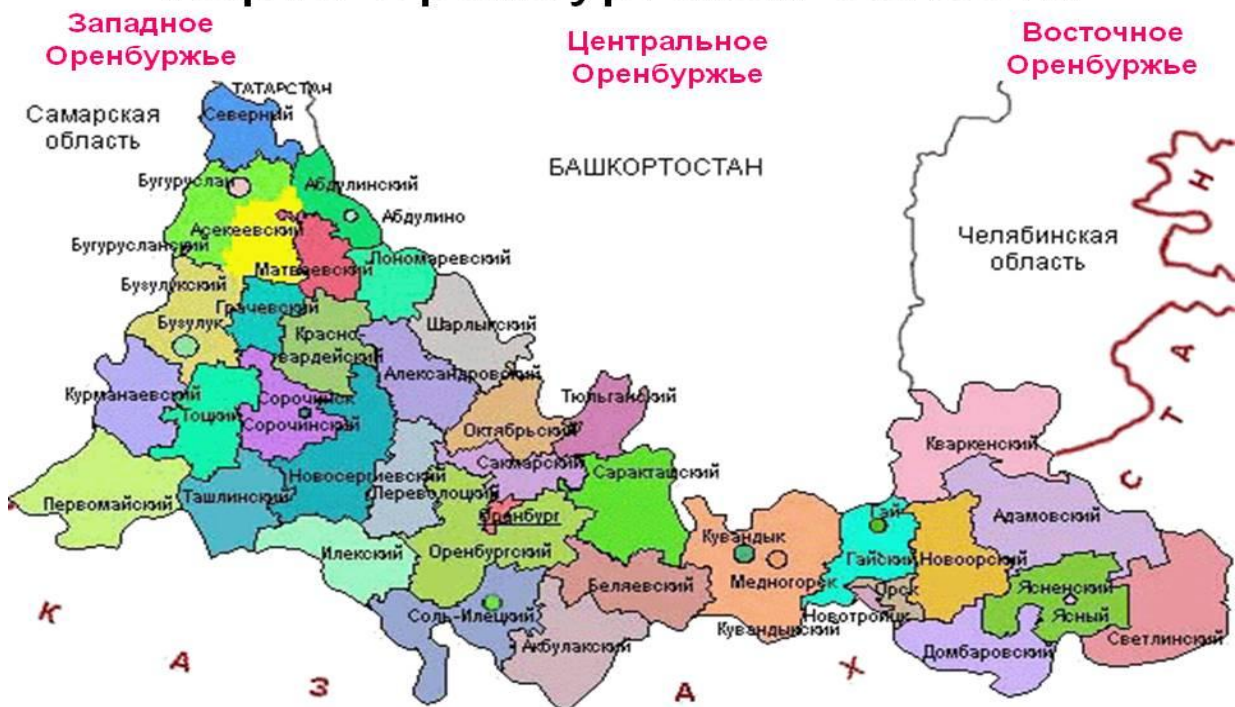 Западное
Оренбуржье
Центральное
Оренбуржье
Восточное
Оренбуржье
ТАТАРСТАН
Самарская
область
Северный
БАШКОРТОСТАН
Бугуруслан
Абдулинский
Абдулино
Асекеевский
Бугурусланский
Матвеевский
Пономаревский
Челябинская
область
Бузулукский
Грачевский
Бузулук
Красно-
гвардейский
Шарлыкский
Александровский
Курманаевский
Тоцкий
Сорочинск
Сорочинский
Тюльганский
Октябрьский
Кваркенский
Сакмарский
Саракташский
Первомайский
Ташлинский
Новосергиевский
Переволоцкий
Оренбург
Адамовский
Илекский
Оренбургский
Беляевский
Кувандык
Медногорск
Гай
Гайский
Новоорский
Орск
Новотроицк
Ясненский
Ясный
Соль-Илецкий
Акбулакский
Кувандыкский
Домбаровский
Светлинский
К А З А Х С Т А Н